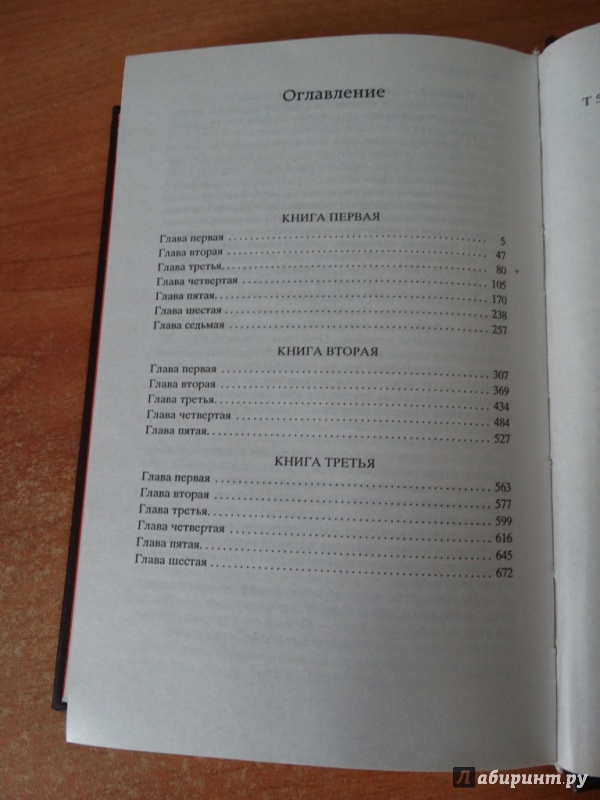 Оглавление
КНИГА ПЕРВАЯ
Глава первая 5
Глава вторая 47
Глава третья. 80
Глава четвертая 105
Глава пятая. 170
Глава шестая 238
Глава седьмая 257
КНИГА ВТОРАЯ
Глава первая 307
Глава вторая 369
Глава третья. 434
Глава четвертая 484
Глава пятая. 527
КНИГА ТРЕТЬЯ
Глава первая 563
Глава вторая 577
Глава третья. 599
Глава четвертая 616
Глава пятая. 645
Глава шестая 672
Лабиринт.ру